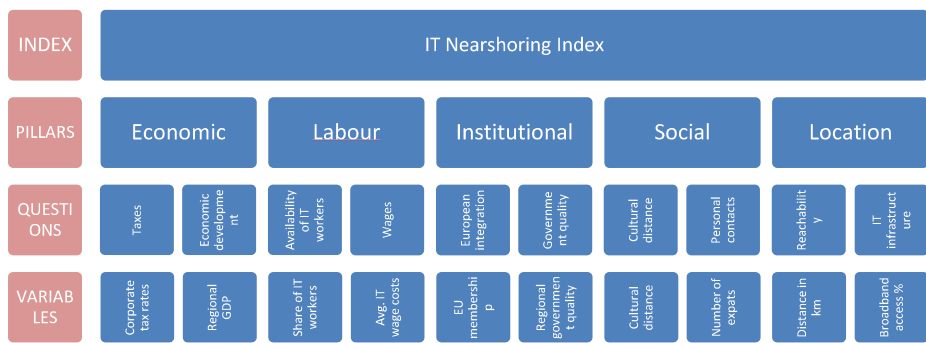 INDEX
IT Nearshoring Index
PILLARS
Economic
Labour
Institutional
Social
Location
QUESTI
ONS
Taxes
Economic
developme
nt
Availability
of IT
workers
Wages
European
integration
Governme
nt quality
Cultural
distance
Personal
contacts
Reachabilit
y
IT
infrastruct
ure
VARIAB
LES
Corporate
tax rates
Regional
GDP
Share of IT
workers
Avg. IT
wage costs
EU
membershi
p
Regional
governmen
t quality
Cultural
distance
Number of
expats
Distance in
km
Broadband
access %